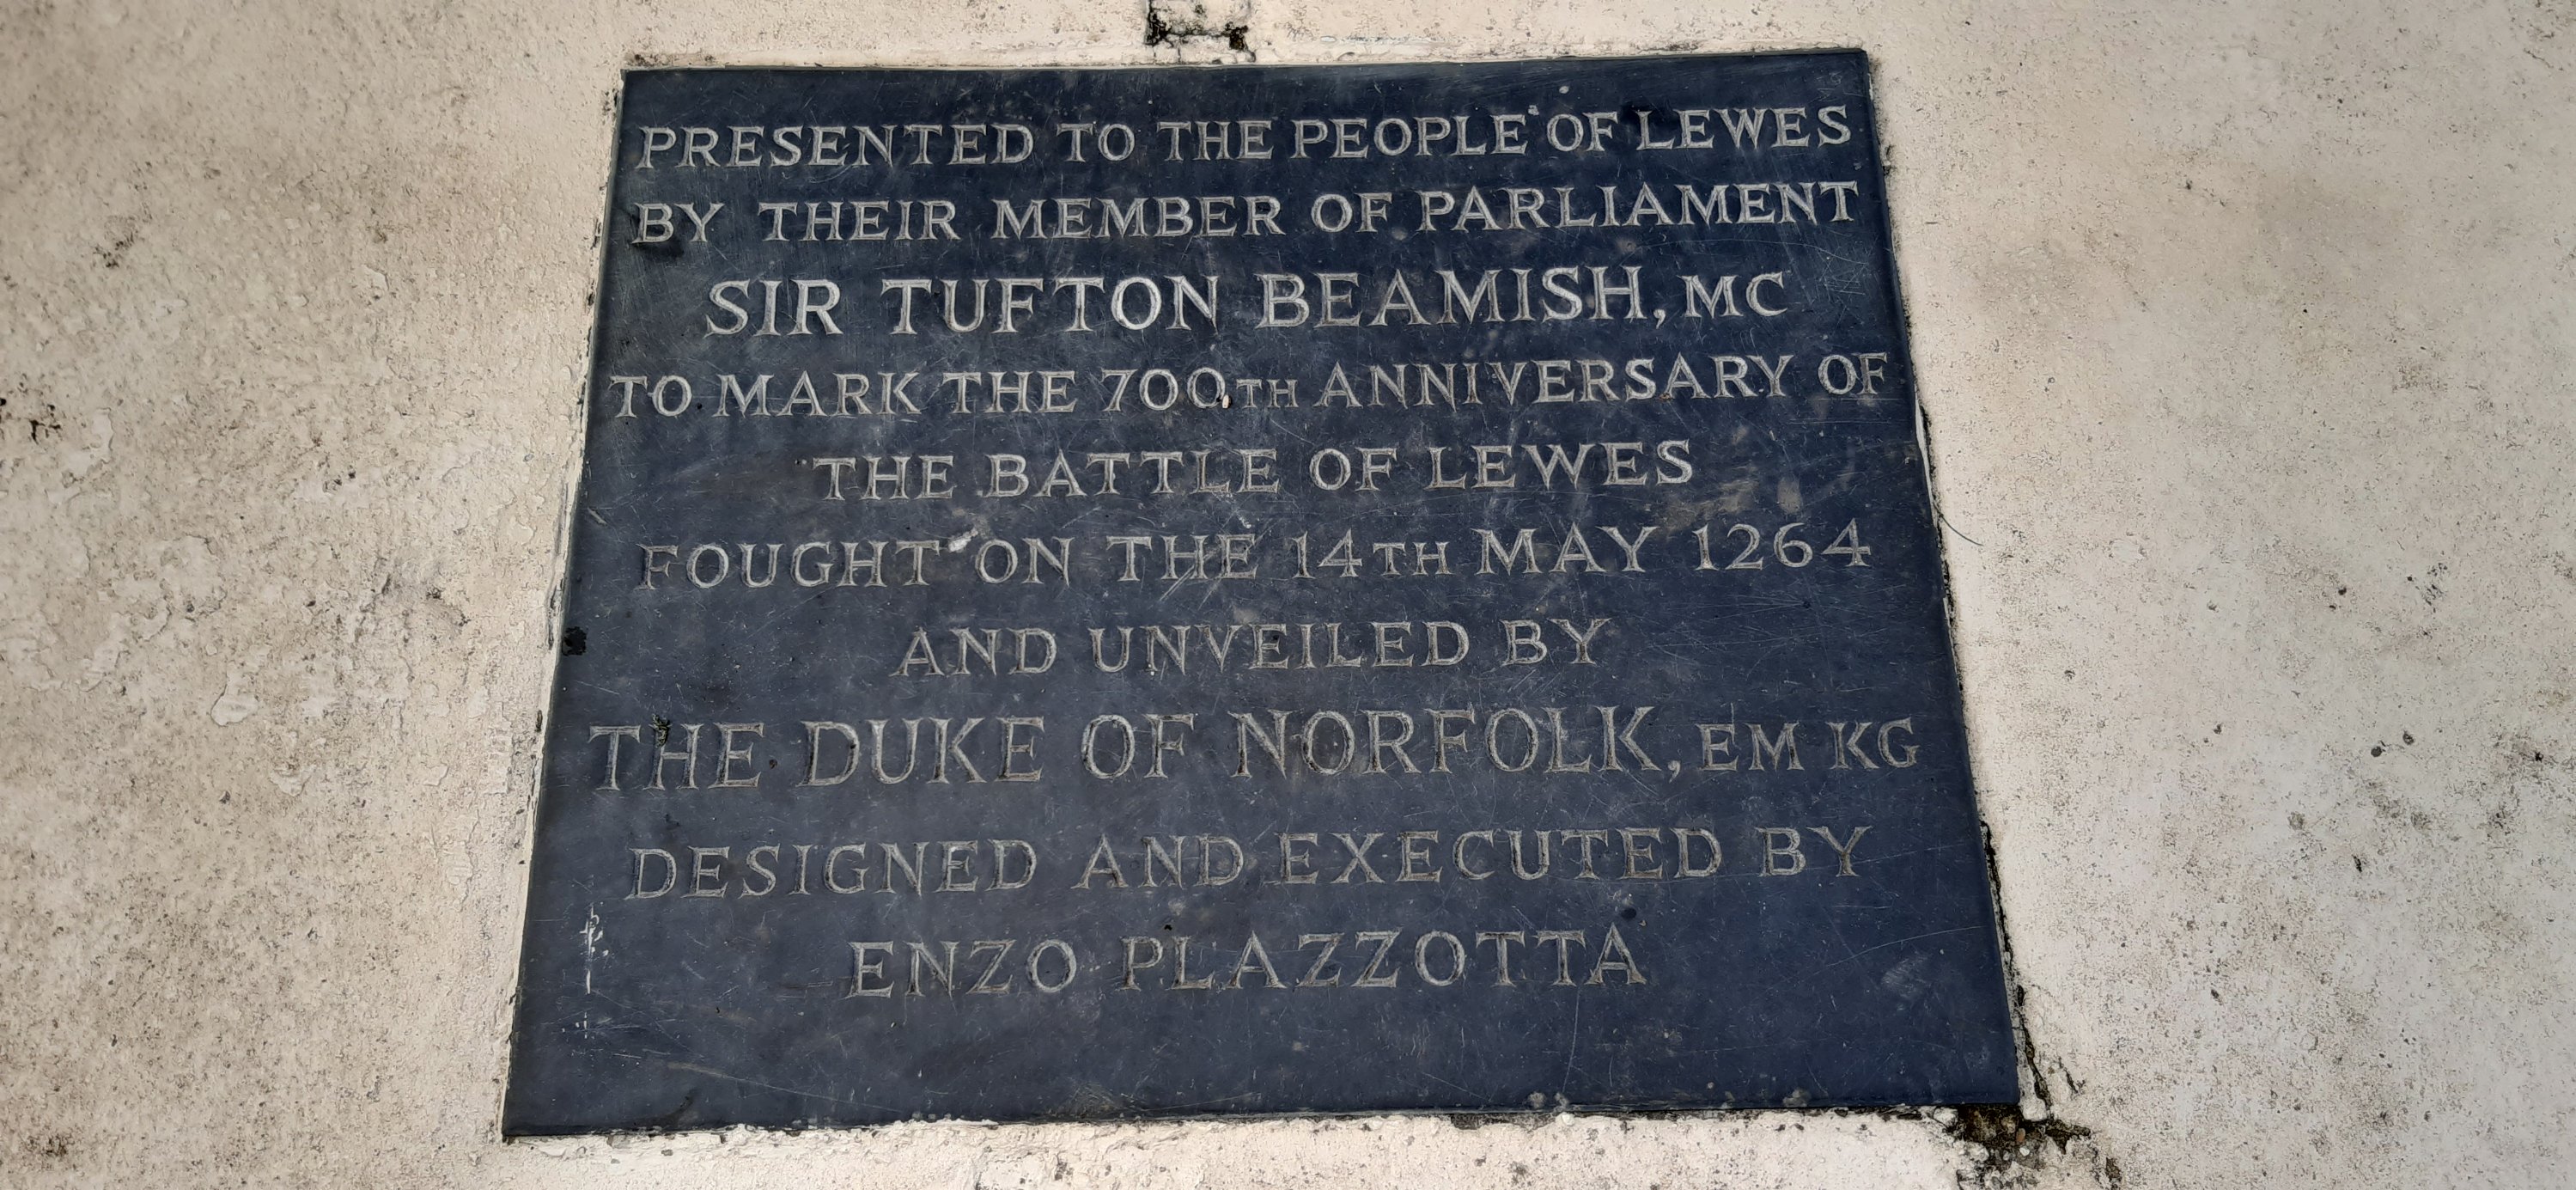 PRESENTED TO THE PEOPLE OF LEWES
BY THEIR MEMBER OF PARLIAMENT
SIR TUFTON BEAMISH, MC
TO MARK THE 700TH ANNIVERSARY OF
THE BATTLE OF LEWES
FOUGHT ON THE 14TH MAY 1264
AND UNVEILED BY
THE DUKE OF NORFOLK, EM KG
DESIGNED AND EXECUTED BY
ENZO PLAZZOTTA